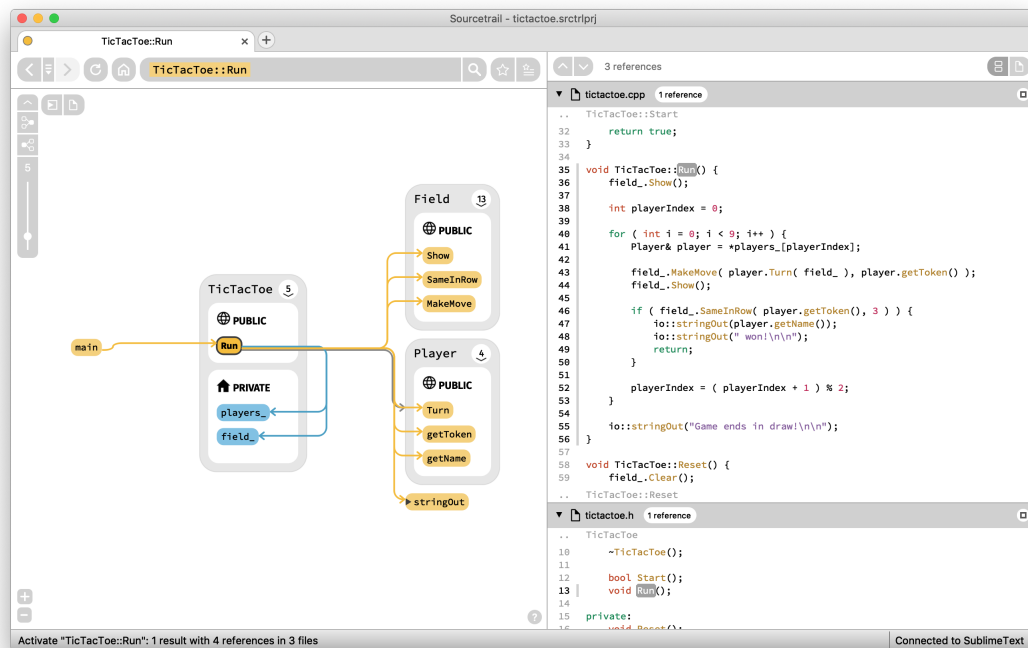 Sourcetrail - tictactoe.srctrlprj
TicTacToe::Run
TicTacToe::Run
5
main
TicTacToe 5
PUBLIC
Run
PRIVATE
players_
field_
Field 13
PUBLIC
Show
SameInRow
MakeMove
Player 4
PUBLIC
Turn
getToken
getName
stringOut
?
3 references
tictactoe.cpp 1 reference
.. TicTacToe::Start
32 return true;
33 }
34
35 void TicTacToe::Run() {
36 field_.Show();
37
38 int playerIndex = 0;
39
40 for ( int i = 0; i < 9; i++ ) {
41 Player& player = *players_[playerIndex];
42
43 field_.MakeMove( player.Turn( field_ ), player.getToken() );
44 field_.Show();
45
46 if ( field_.SameInRow( player.getToken(), 3 ) ) {
47 io::stringOut(player.getName());
48 io::stringOut(" won!\n\n");
49 return;
50 }
51
52 playerIndex = ( playerIndex + 1 ) % 2;
53 }
54
55 io::stringOut("Game ends in draw!\n\n");
56 }
57
58 void TicTacToe::Reset() {
59 field_.Clear();
.. TicTacToe::Reset
tictactoe.h 1 reference
.. TicTacToe
10 ~TicTacToe();
11
12 bool Start();
13 void Run();
14
15 private:
16 void Reset();
Activate "TicTacToe::Run": 1 result with 4 references in 3 files
Connected to SublimeText